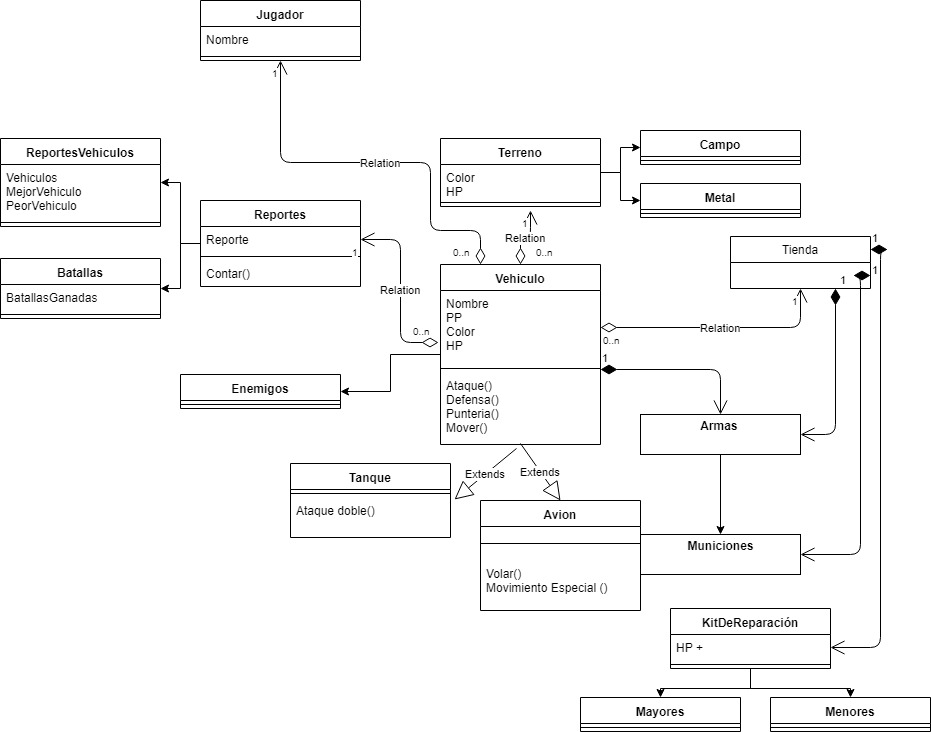 Jugador
Nombre
1
Relation
ReportesVehiculos
Vehiculos
MejorVehiculo
PeorVehiculo
Terreno
Color
HP
Campo
Metal
Reportes
Reporte
1
Contar()
Batallas
BatallasGanadas
1
Relation
0..n
0..n
Tienda
1
1
1
Vehiculo
Nombre
PP
Color
HP
Relation
0..n
1
Relation
0..n
1
Ataque()
Defensa()
Punteria()
Mover()
Enemigos
Armas
Extends
Extends
Tanque
Ataque doble()
Avion
Volar()
Movimiento Especial ()
Municiones
KitDeReparación
HP +
Mayores
Menores